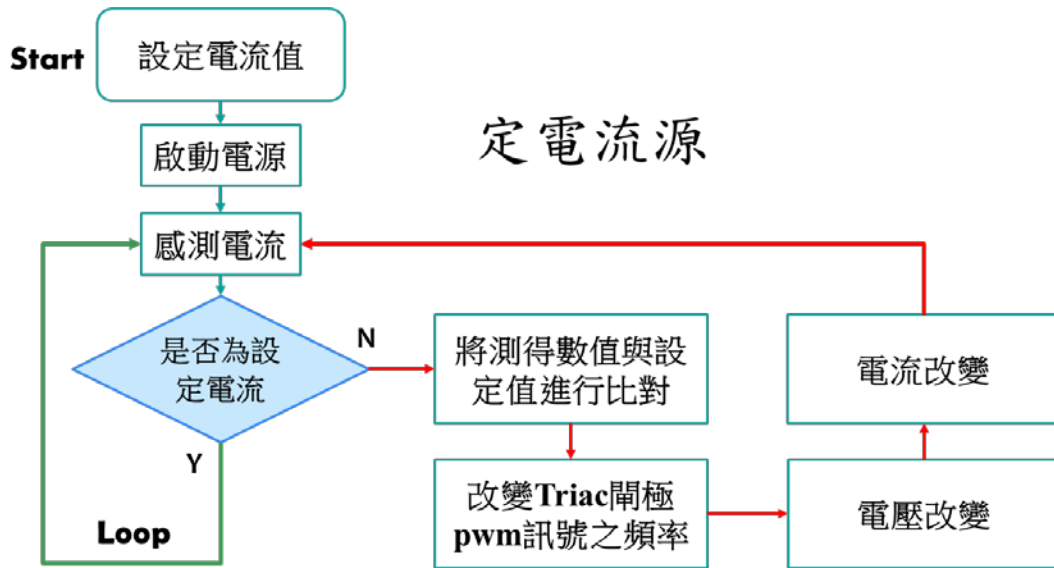 Start
設定電流值
定電流源
啟動電源
感測電流
是否為設
定電流
N
Y
Loop
將測得數值與設
定值進行比對
改變Triac閘極
pwm訊號之頻率
電壓改變
電流改變